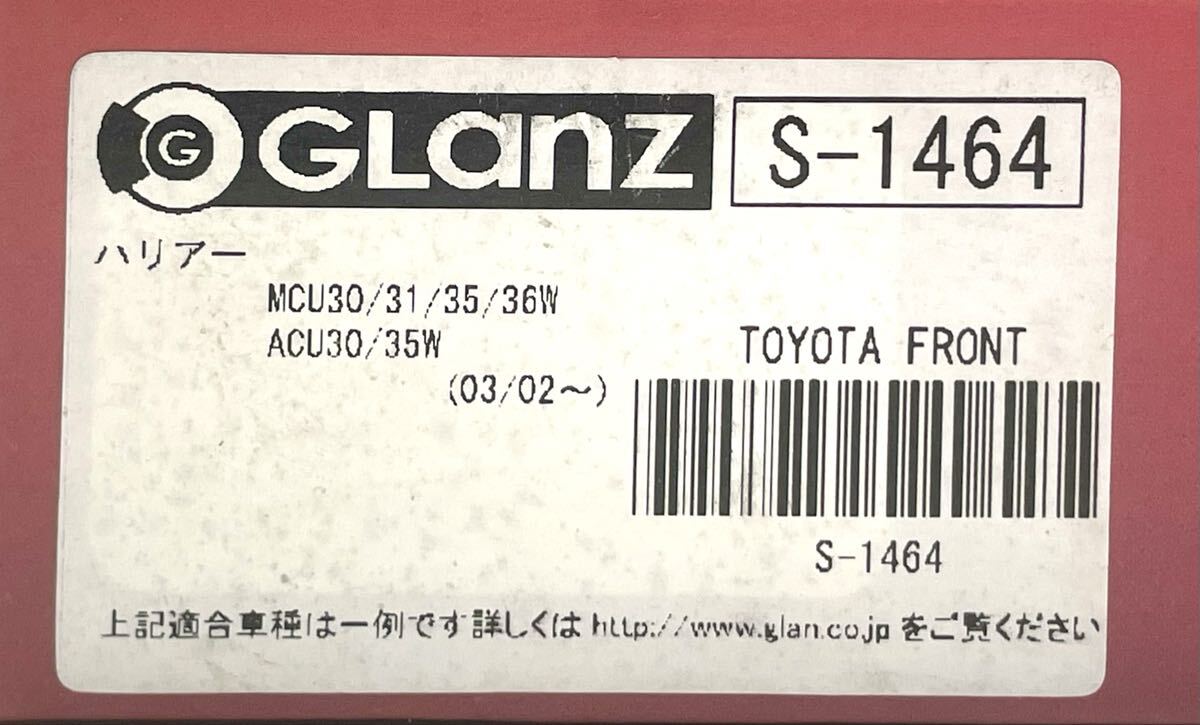 G GLanz S-1464
ハリアー
MCU30/31/35/36W
ACU30/35W
(03/02～)
TOYOTA FRONT
S-1464
上記適合車種は一例です詳しくは http://www.glan.co.jp をご覧ください